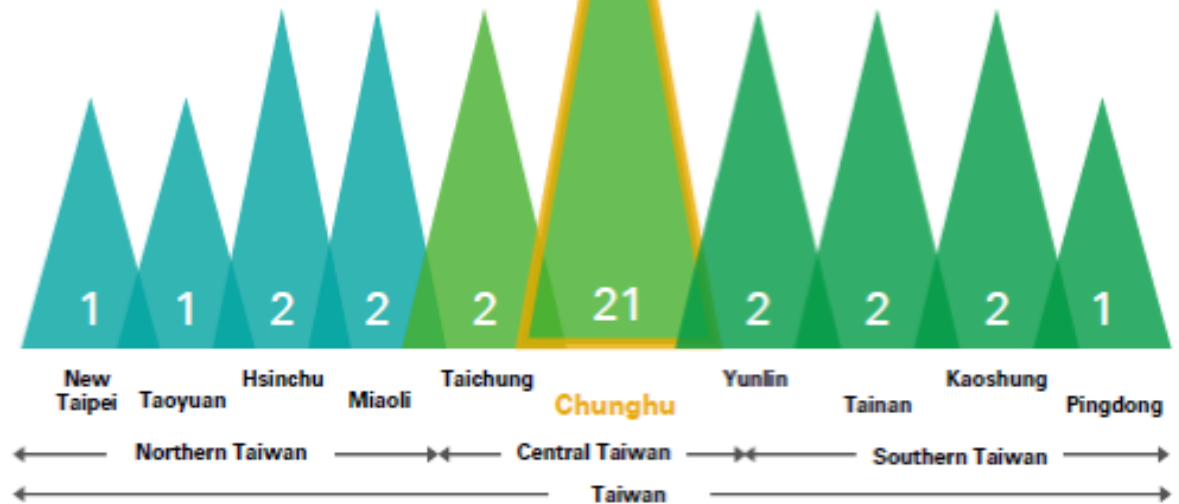 1 1 2 2 2 21 2 2 2 1
New
Taipei
Taoyuan
Hsinchu
Miaoli
Taichung
Chunghu
Yunlin
Tainan
Kaoshung
Pingdong
Northern Taiwan
Central Taiwan
Southern Taiwan
Taiwan